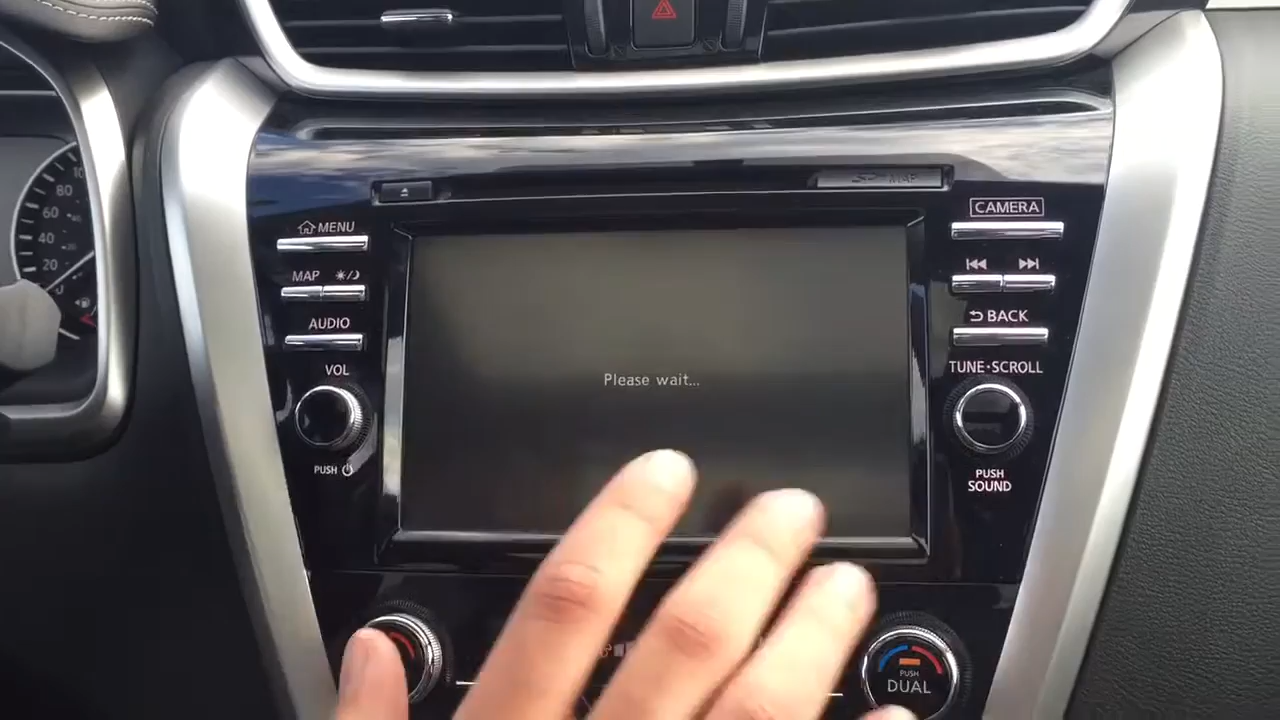 MENU
MAP
AUDIO
VOL
PUSH
Please wait...
MAP
CAMERA
BACK
TUNE•SCROLL
PUSH
SOUND
PUSH
DUAL
80
60
40
20